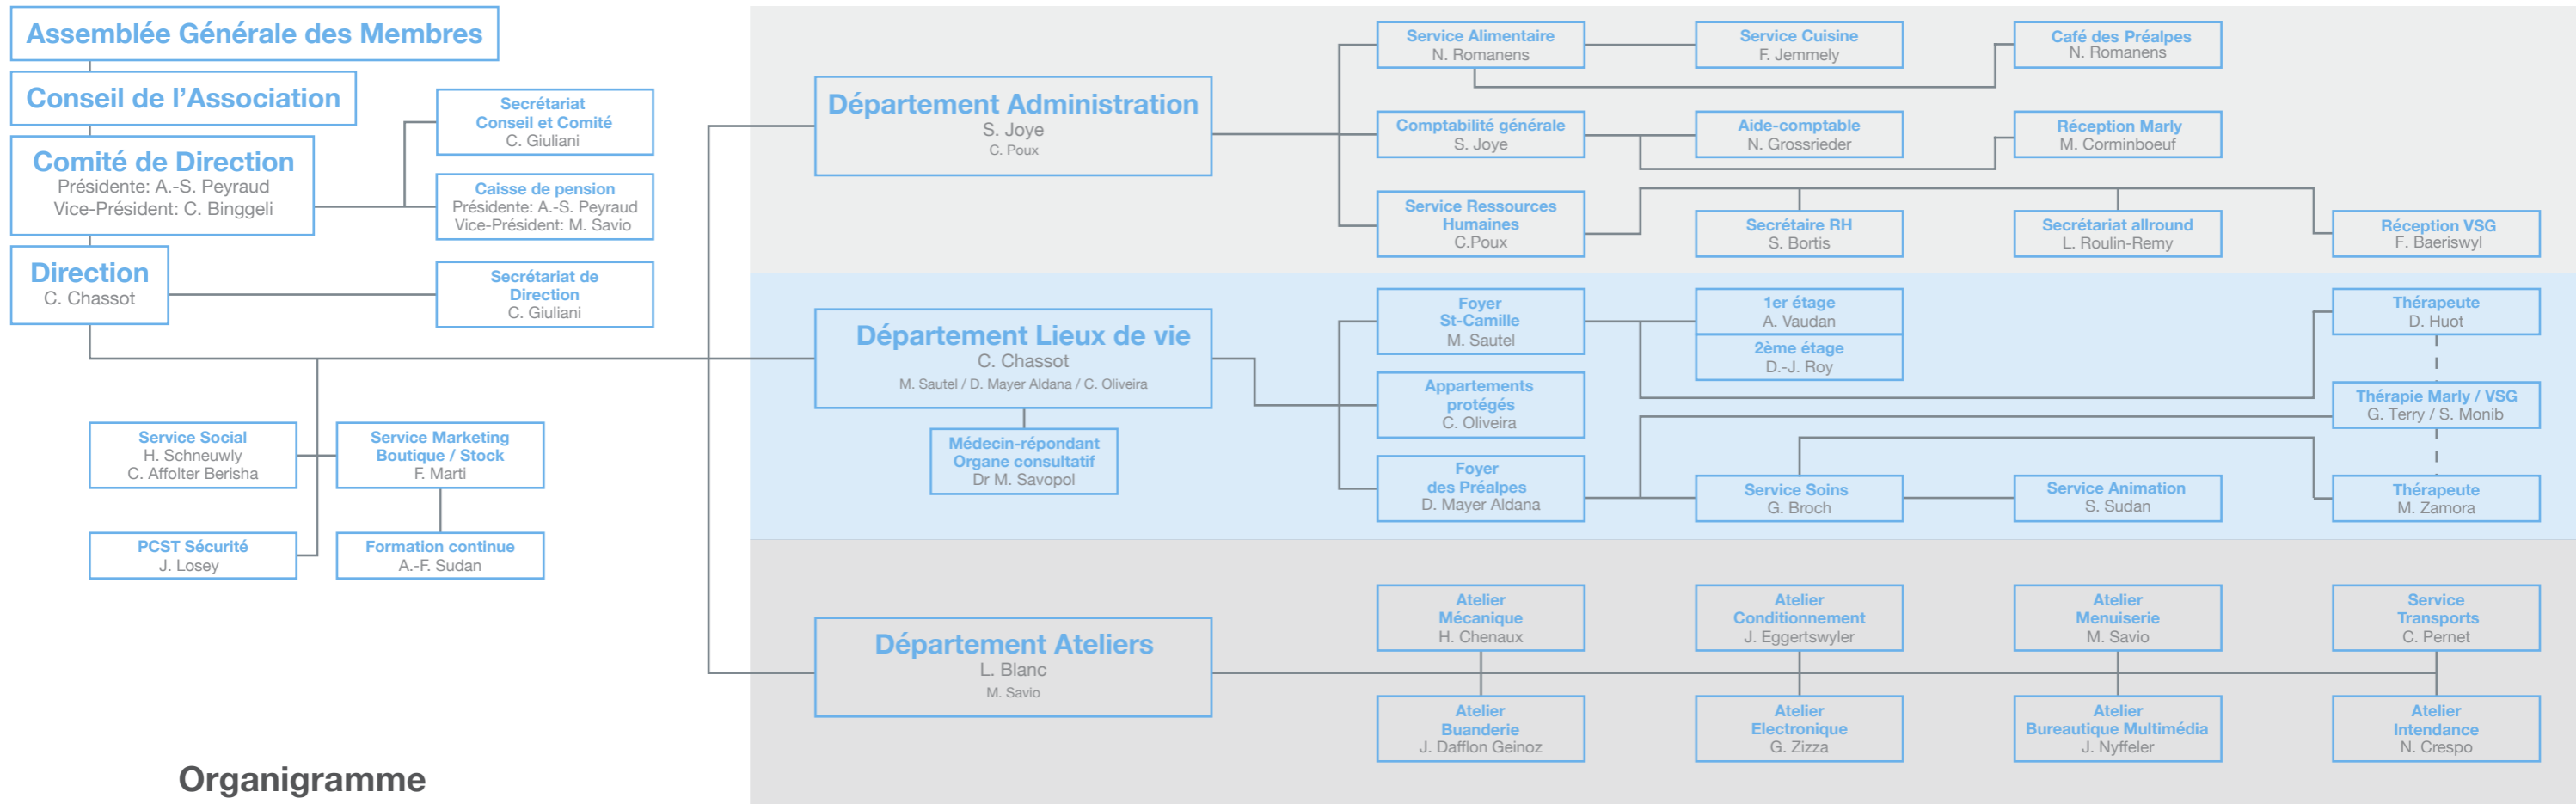 Assemblée Générale des Membres
Conseil de l'Association
Comité de Direction
Présidente: A.-S. Peyraud
Vice-Président: C. Binggeli
Secrétariat
Conseil et Comité
C. Giuliani
Caisse de pension
Présidente: A.-S. Peyraud
Vice-Président: M. Savio
Direction
C. Chassot
Secrétariat de
Direction
C. Giuliani
Service Social
H. Schneuwly
C. Affolter Berisha
Service Marketing
Boutique / Stock
F. Marti
PCST Sécurité
J. Losey
Formation continue
A.-F. Sudan
Organigramme
Département Administration
S. Joye
C. Poux
Service Alimentaire
N. Romanens
Service Cuisine
F. Jemmely
Café des Préalpes
N. Romanens
Comptabilité générale
S. Joye
Aide-comptable
N. Grossrieder
Réception Marly
M. Corminboeuf
Service Ressources
Humaines
C.Poux
Secrétaire RH
S. Bortis
Secrétariat allround
L. Roulin-Remy
Réception VSG
F. Baeriswyl
Département Lieux de vie
C. Chassot
M. Sautel / D. Mayer Aldana / C. Oliveira
Médecin-répondant
Organe consultatif
Dr M. Savopol
Foyer
St-Camille
M. Sautel
1er étage
A. Vaudan
2ème étage
D.-J. Roy
Thérapeute
D. Huot
Appartements
protégés
C. Oliveira
Thérapie Marly / VSG
G. Terry / S. Monib
Foyer
des Préalpes
D. Mayer Aldana
Service Soins
G. Broch
Service Animation
S. Sudan
Thérapeute
M. Zamora
Département Ateliers
L. Blanc
M. Savio
Atelier
Mécanique
H. Chenaux
Atelier
Conditionnement
J. Eggertswyler
Atelier
Menuiserie
M. Savio
Service
Transports
C. Pernet
Atelier
Buanderie
J. Dafflon Geinoz
Atelier
Electronique
G. Zizza
Atelier
Bureautique Multimédia
J. Nyffeler
Atelier
Intendance
N. Crespo